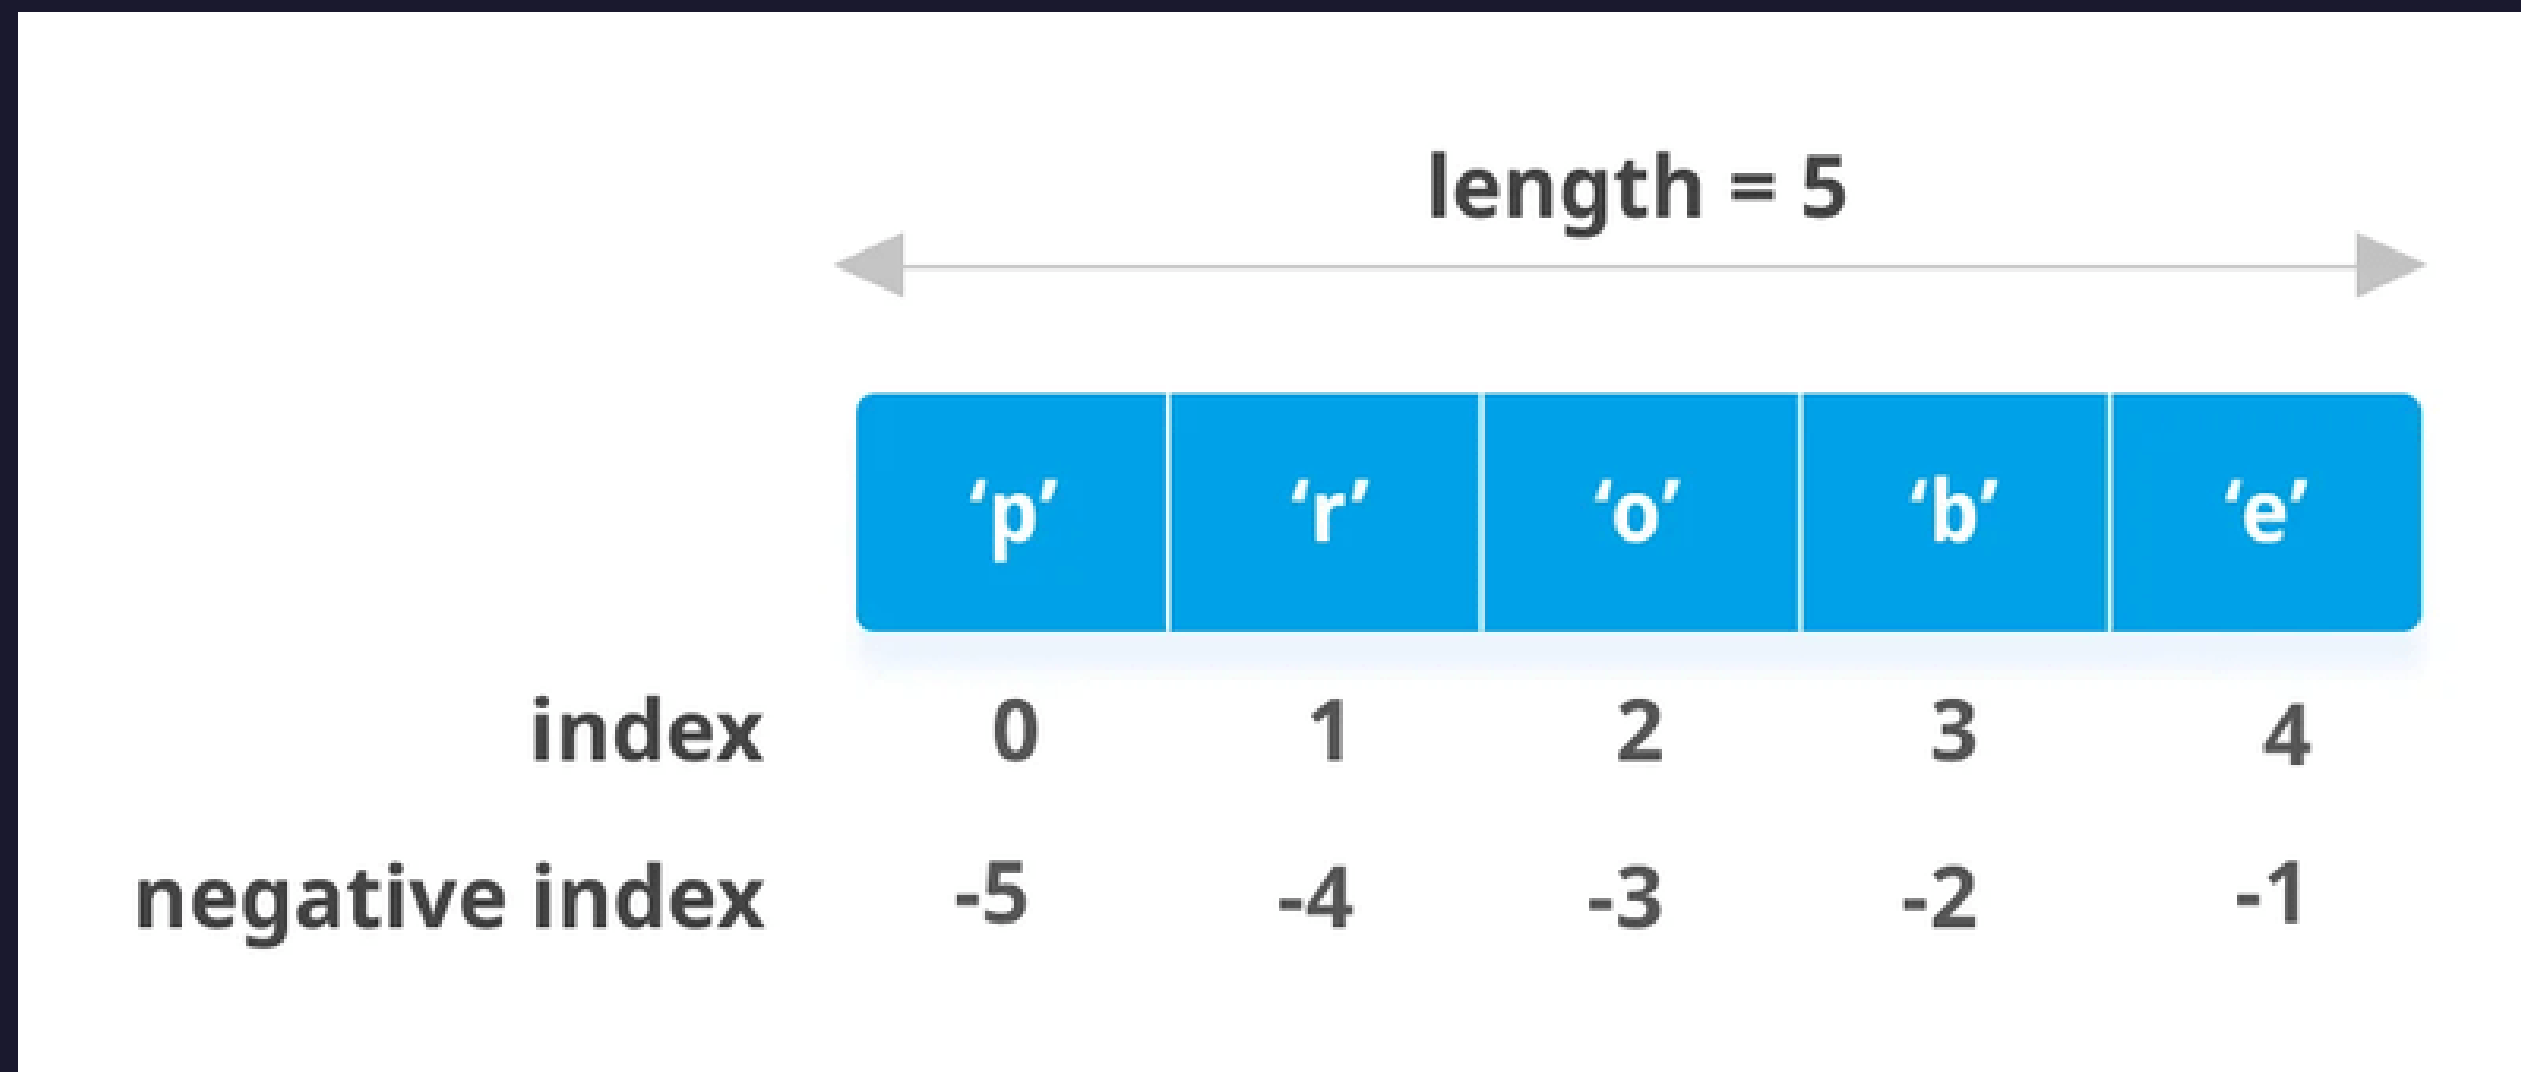 length = 5
‘p’ ‘r’ ‘o’ ‘b’ ‘e’
index 0 1 2 3 4
negative index -5 -4 -3 -2 -1